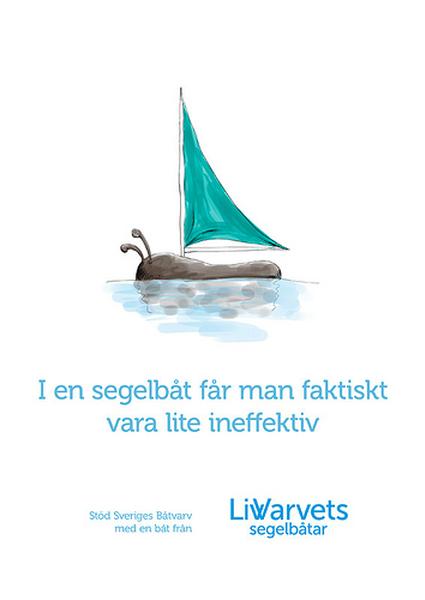 I en segelbåt får man faktiskt
vara lite ineffektiv
Stöd Sveriges Båtvarv
med en båt från
LiWarvets
segelbåtar